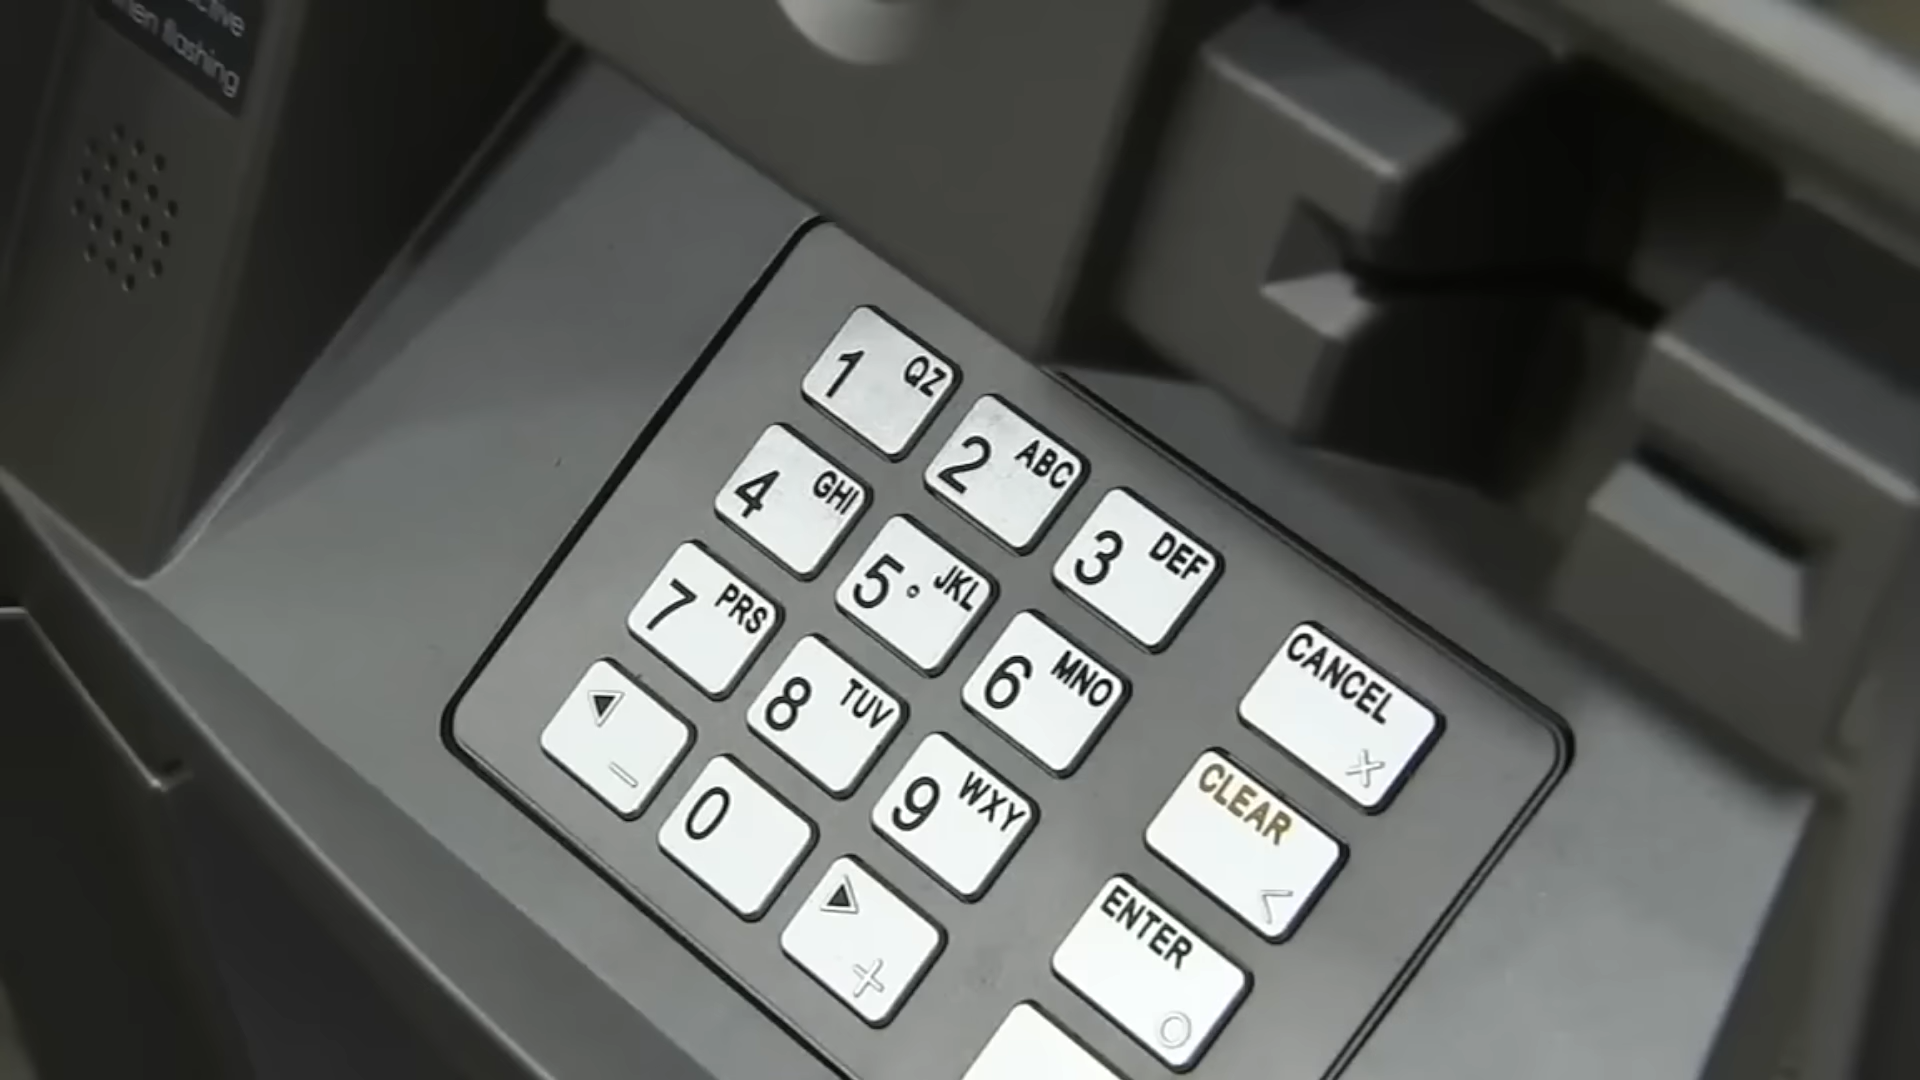 when flashing
1 QZ
2 ABC
3 DEF
4 GHI
5 JKL
6 MNO
7 PRS
8 TUV
9 WXY
0
CANCEL
CLEAR
ENTER